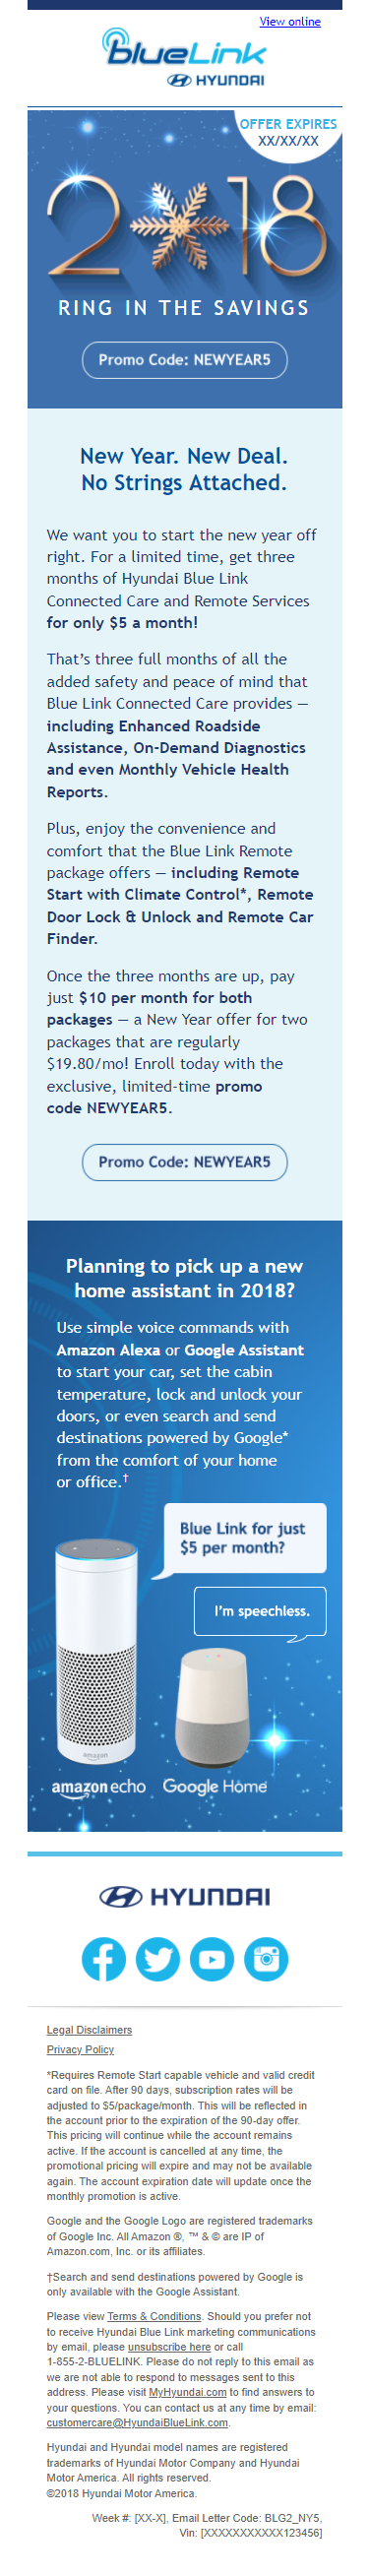 View online
blueLink
HYUNDAI
OFFER EXPIRES
XX/XX/XX
2018
RING IN THE SAVINGS
Promo Code: NEWYEAR5
New Year. New Deal.
No Strings Attached.
We want you to start the new year off
right. For a limited time, get three
months of Hyundai Blue Link
Connected Care and Remote Services
for only $5 a month!
That’s three full months of all the
added safety and peace of mind that
Blue Link Connected Care provides —
including Enhanced Roadside
Assistance, On-Demand Diagnostics
and even Monthly Vehicle Health
Reports.
Plus, enjoy the convenience and
comfort that the Blue Link Remote
package offers — including Remote
Start with Climate Control*, Remote
Door Lock & Unlock and Remote Car
Finder.
Once the three months are up, pay
just $10 per month for both
packages — a New Year offer for two
packages that are regularly
$19.80/mo! Enroll today with the
exclusive, limited-time promo
code NEWYEAR5.
Promo Code: NEWYEAR5
Planning to pick up a new
home assistant in 2018?
Use simple voice commands with
Amazon Alexa or Google Assistant
to start your car, set the cabin
temperature, lock and unlock your
doors, or even search and send
destinations powered by Google*
from the comfort of your home
or office.†
Blue Link for just
$5 per month?
I’m speechless.
amazon
amazon echo
Google Home
HYUNDAI
Legal Disclaimers
Privacy Policy
*Requires Remote Start capable vehicle and valid credit
card on file. After 90 days, subscription rates will be
adjusted to $5/package/month. This will be reflected in
the account prior to the expiration of the 90-day offer.
This pricing will continue while the account remains
active. If the account is cancelled at any time, the
promotional pricing will expire and may not be available
again. The account expiration date will update once the
monthly promotion is active.
Google and the Google Logo are registered trademarks
of Google Inc. All Amazon ®, ™ & © are IP of
Amazon.com, Inc. or its affiliates.
†Search and send destinations powered by Google is
only available with the Google Assistant.
Please view Terms & Conditions. Should you prefer not
to receive Hyundai Blue Link marketing communications
by email, please unsubscribe here or call
1-855-2-BLUELINK. Please do not reply to this email as
we are not able to respond to messages sent to this
address. Please visit MyHyundai.com to find answers to
your questions. You can contact us at any time by email:
customercare@HyundaiBlueLink.com.
Hyundai and Hyundai model names are registered
trademarks of Hyundai Motor Company and Hyundai
Motor America. All rights reserved.
©2018 Hyundai Motor America.
Week #: [XX-X], Email Letter Code: BLG2_NY5,
Vin: [XXXXXXXXXXX123456]